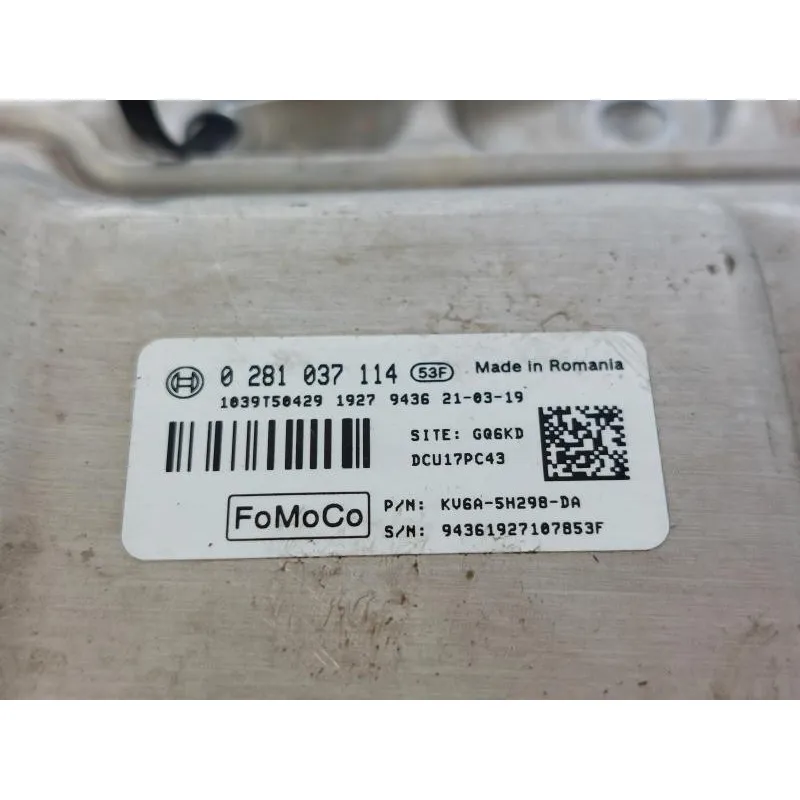 0 281 037 114 53F Made in Romania
1039T50429 1927 9436 21-03-19
SITE: GQ6KD
DCU17PC43
FoMoCo P/N: KV6A-5H298-DA
S/N: 94361927107853F